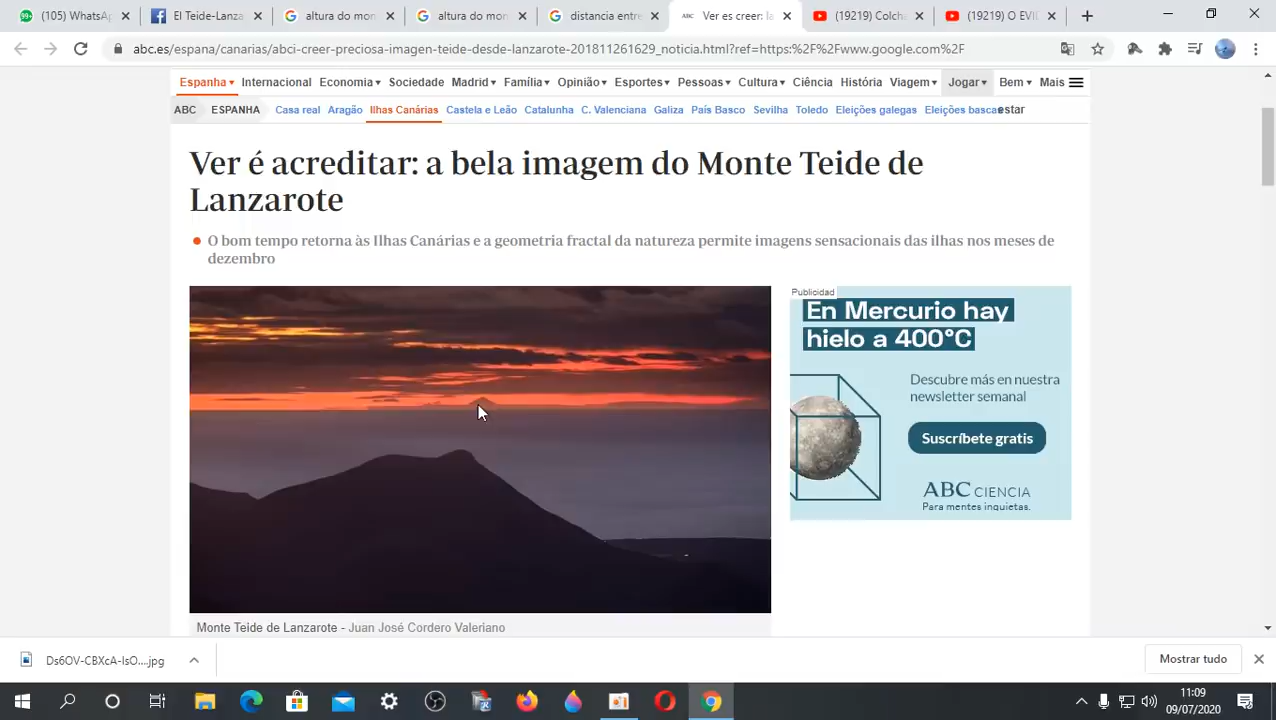 (105) WhatsA
El Teide-Lanza
altura do mon
altura do mon
distancia entre
Ver es creer: la
(19219) Colcha
(19219) O EVI
abc.es/espana/canarias/abci-creer-preciosa-imagen-teide-desde-lanzarote-201811261629_noticia.html?ref=https:%2F%2Fwww.google.com%2F
Espanha Internacional Economia Sociedade Madrid Família Opinião Esportes Pessoas Cultura Ciência História Viagem Jogar Bem estar Mais
ABC ESPANHA Casa real Aragão Ilhas Canárias Castela e Leão Catalunha C. Valenciana Galiza País Basco Sevilha Toledo Eleições galegas Eleições bascas
Ver é acreditar: a bela imagem do Monte Teide de
Lanzarote
O bom tempo retorna às Ilhas Canárias e a geometria fractal da natureza permite imagens sensacionais das ilhas nos meses de
dezembro
Publicidad
En Mercurio hay
hielo a 400°C
Descubre más en nuestra
newsletter semanal
Suscríbete gratis
ABC CIENCIA
Para mentes inquietas.
Monte Teide de Lanzarote - Juan José Cordero Valeriano
Ds6OV-CBXcA-IsO....jpg
Mostrar tudo
11:09
09/07/2020